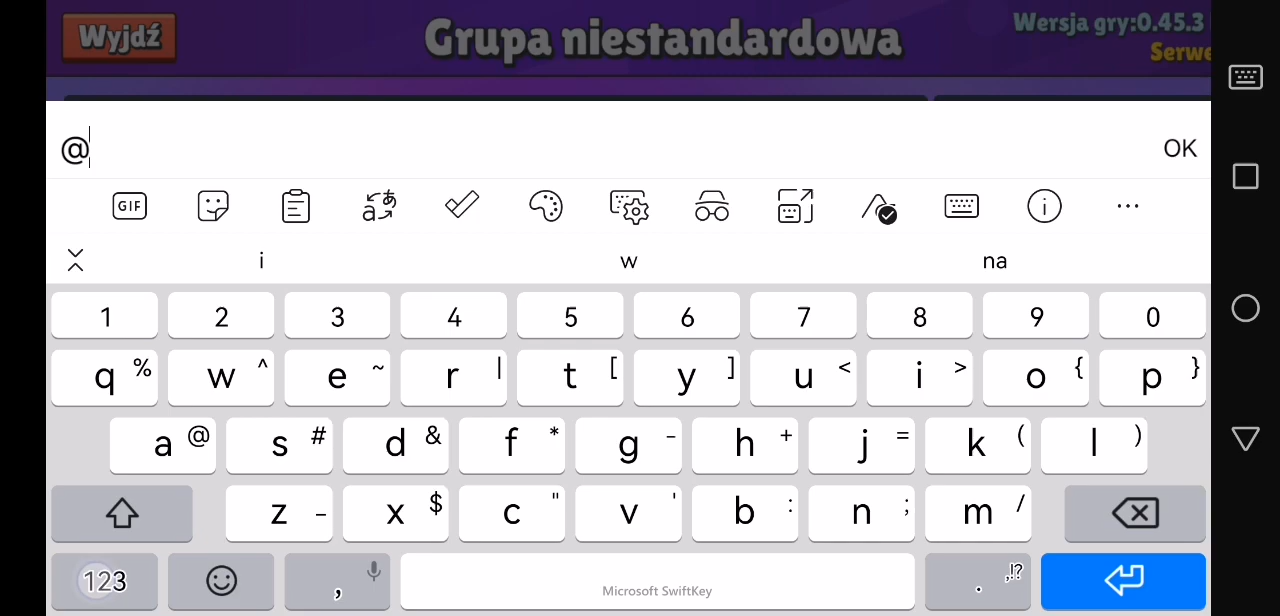 Wyjdź
Grupa niestandardowa
Wersja gry:0.45.3
Serwe
@
OK
GIF
i w na
1 2 3 4 5 6 7 8 9 0
q % w ^ e ~ r | t [ y ] u < i > o { p }
a @ s # d & f * g - h + j = k ( l )
z _ x $ c " v ' b : n ; m /
123 , Microsoft SwiftKey . ,!?